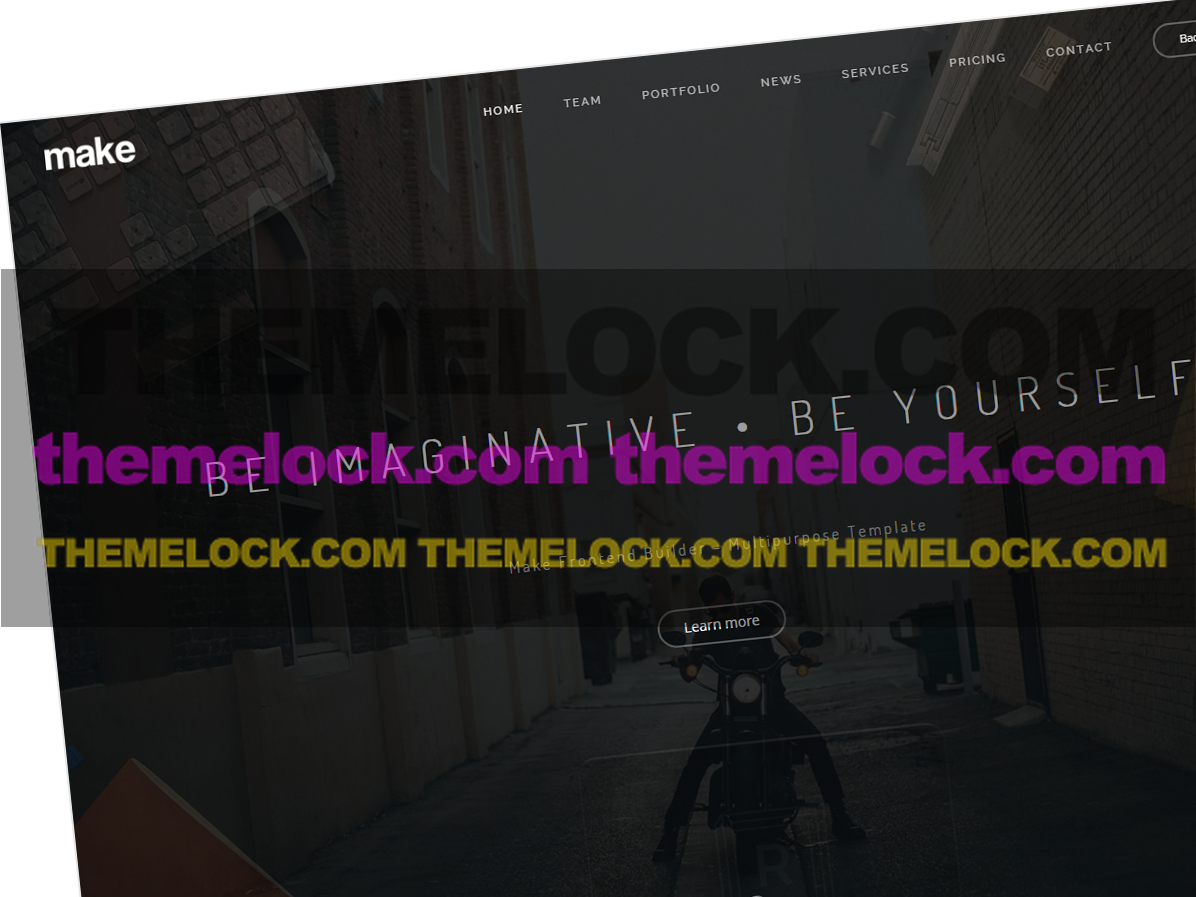 HOME TEAM PORTFOLIO NEWS SERVICES PRICING CONTACT
make
THEMELOCK.COM
BE IMAGINATIVE • BE YOURSELF
themelock.com themelock.com
Make Frontend Builder - Multipurpose Template
THEMELOCK.COM THEMELOCK.COM THEMELOCK.COM
Learn more
R